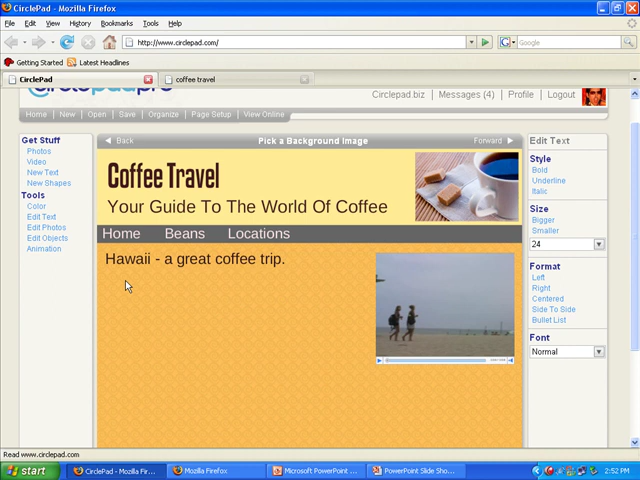 CirclePad - Mozilla Firefox
File Edit View History Bookmarks Tools Help
http://www.circlepad.com/
Google
Getting Started Latest Headlines
CirclePad
coffee travel
circlepadpro
Circlepad.biz | Messages (4) | Profile | Logout
Home | New | Open | Save | Organize | Page Setup | View Online
Get Stuff
Photos
Video
New Text
New Shapes
Tools
Color
Edit Text
Edit Photos
Edit Objects
Animation
Back
Pick a Background Image
Forward
Coffee Travel
Your Guide To The World Of Coffee
Home Beans Locations
Hawaii - a great coffee trip.
Edit Text
Style
Bold
Underline
Italic
Size
Bigger
Smaller
24
Format
Left
Right
Centered
Side To Side
Bullet List
Font
Normal
Read www.circlepad.com
start
CirclePad - Mozilla Fir...
Mozilla Firefox
Microsoft PowerPoint ...
PowerPoint Slide Sho...
2:52 PM